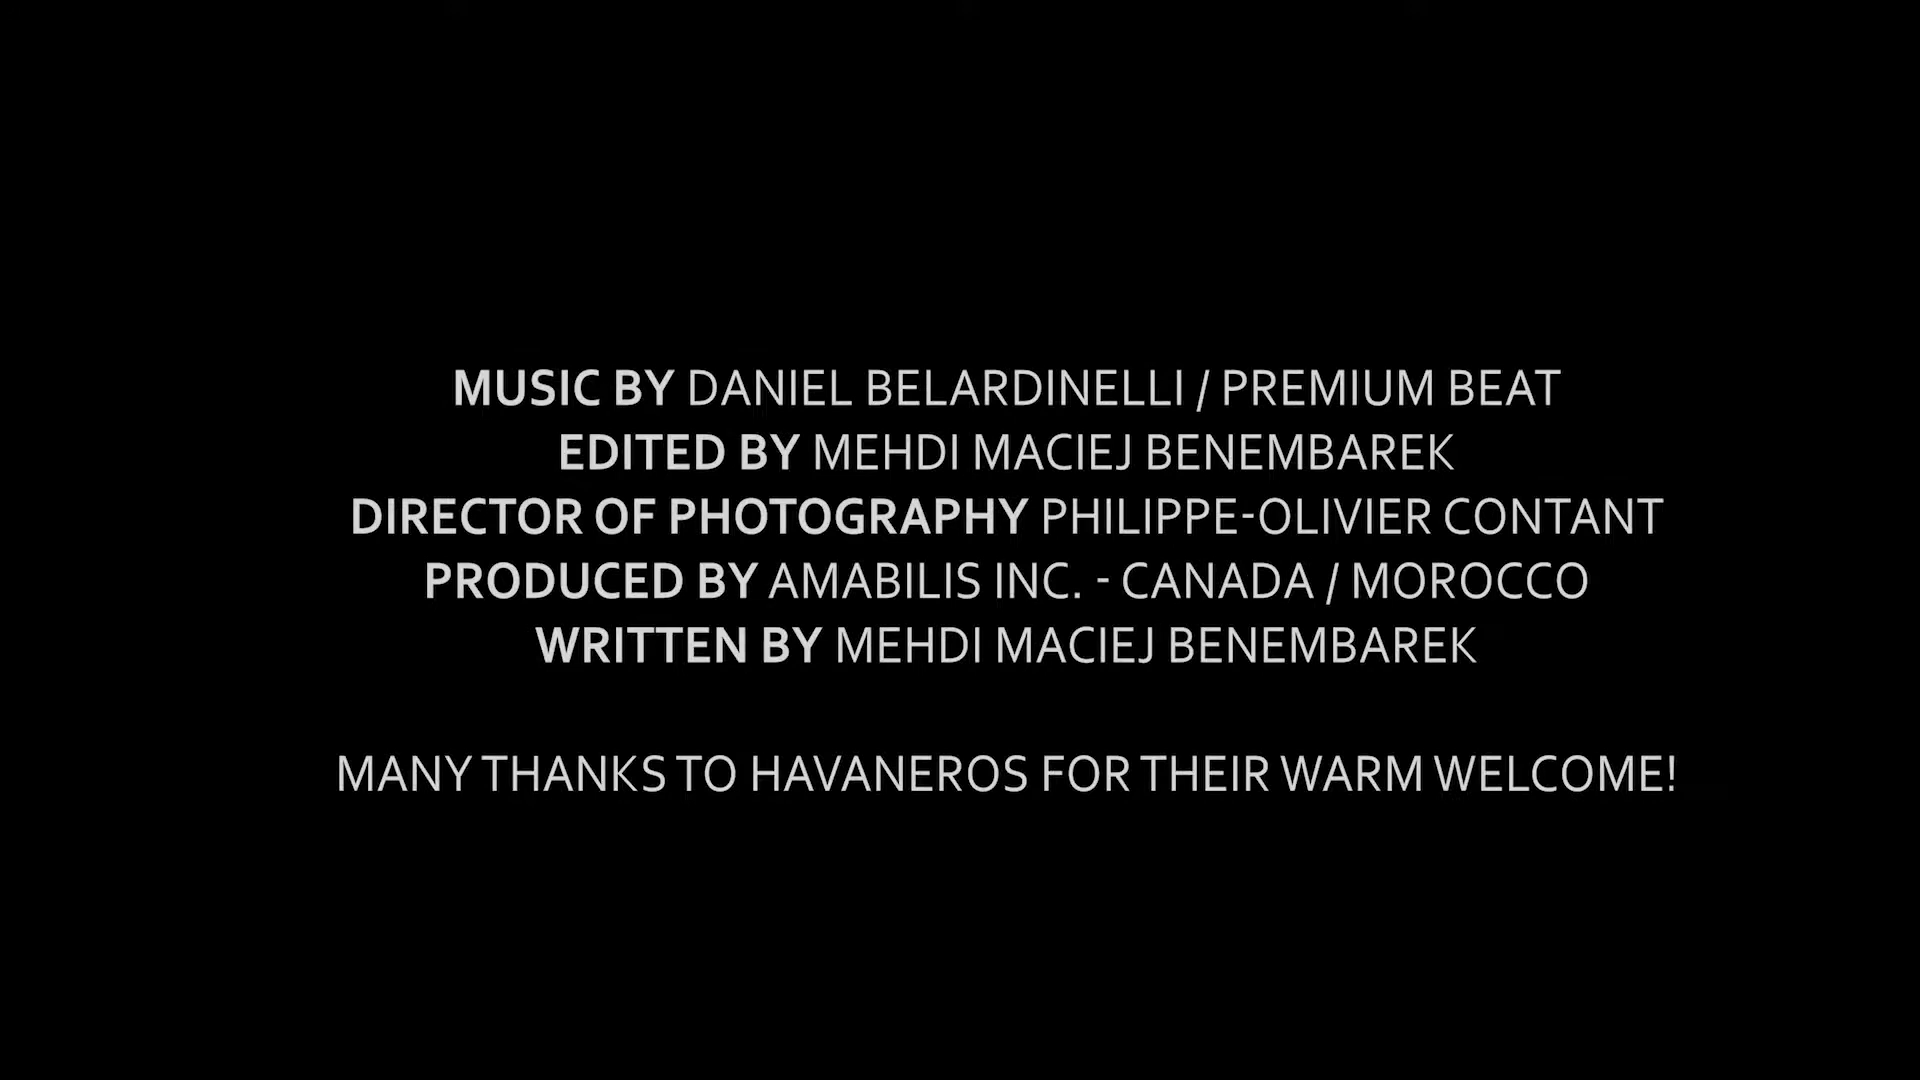 MUSIC BY DANIEL BELARDINELLI / PREMIUM BEAT
EDITED BY MEHDI MACIEJ BENEMBAREK
DIRECTOR OF PHOTOGRAPHY PHILIPPE-OLIVIER CONTANT
PRODUCED BY AMABILIS INC. - CANADA / MOROCCO
WRITTEN BY MEHDI MACIEJ BENEMBAREK
MANY THANKS TO HAVANEROS FOR THEIR WARM WELCOME!